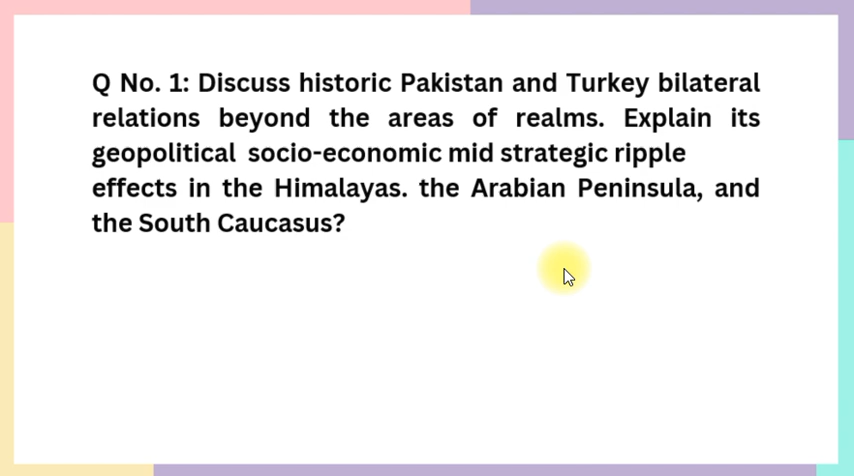 Q No. 1: Discuss historic Pakistan and Turkey bilateral
relations beyond the areas of realms. Explain its
geopolitical socio-economic mid strategic ripple
effects in the Himalayas. the Arabian Peninsula, and
the South Caucasus?